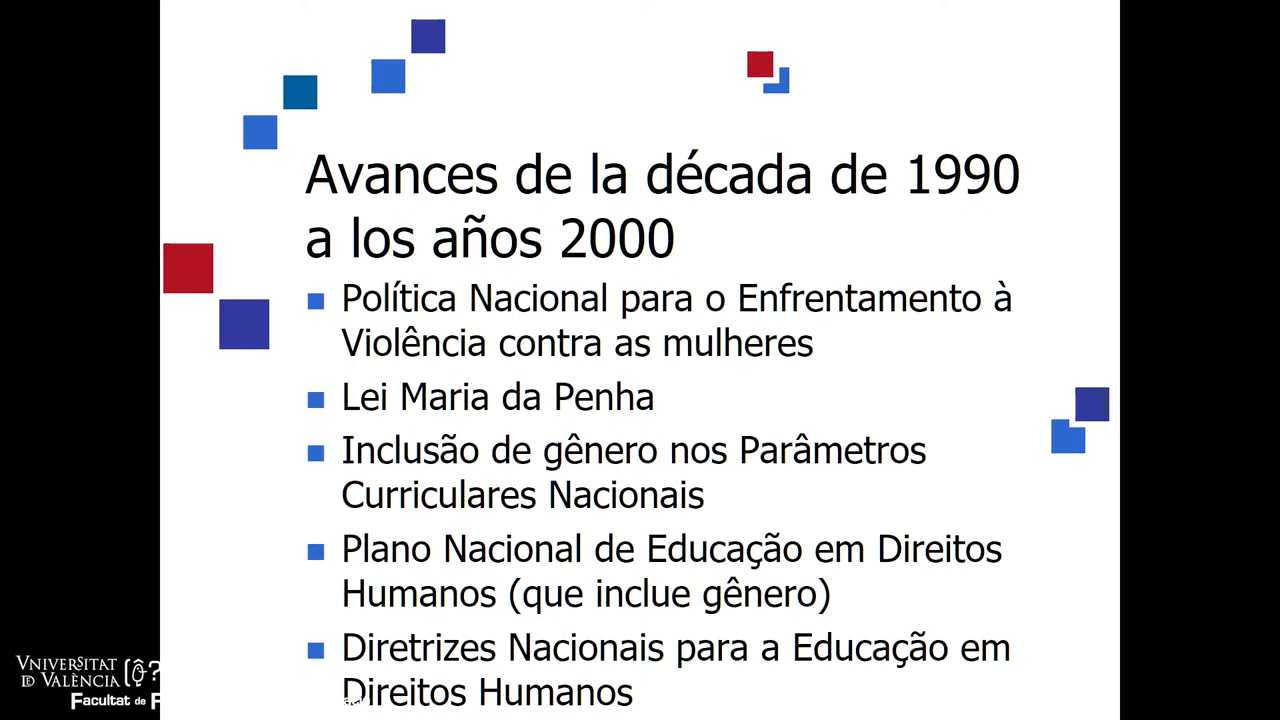 Avances de la década de 1990
a los años 2000
Política Nacional para o Enfrentamento à
Violência contra as mulheres
Lei Maria da Penha
Inclusão de gênero nos Parâmetros
Curriculares Nacionais
Plano Nacional de Educação em Direitos
Humanos (que inclue gênero)
Diretrizes Nacionais para a Educação em
Direitos Humanos
VNIVERSITAT
ID VALÈNCIA
Facultat de